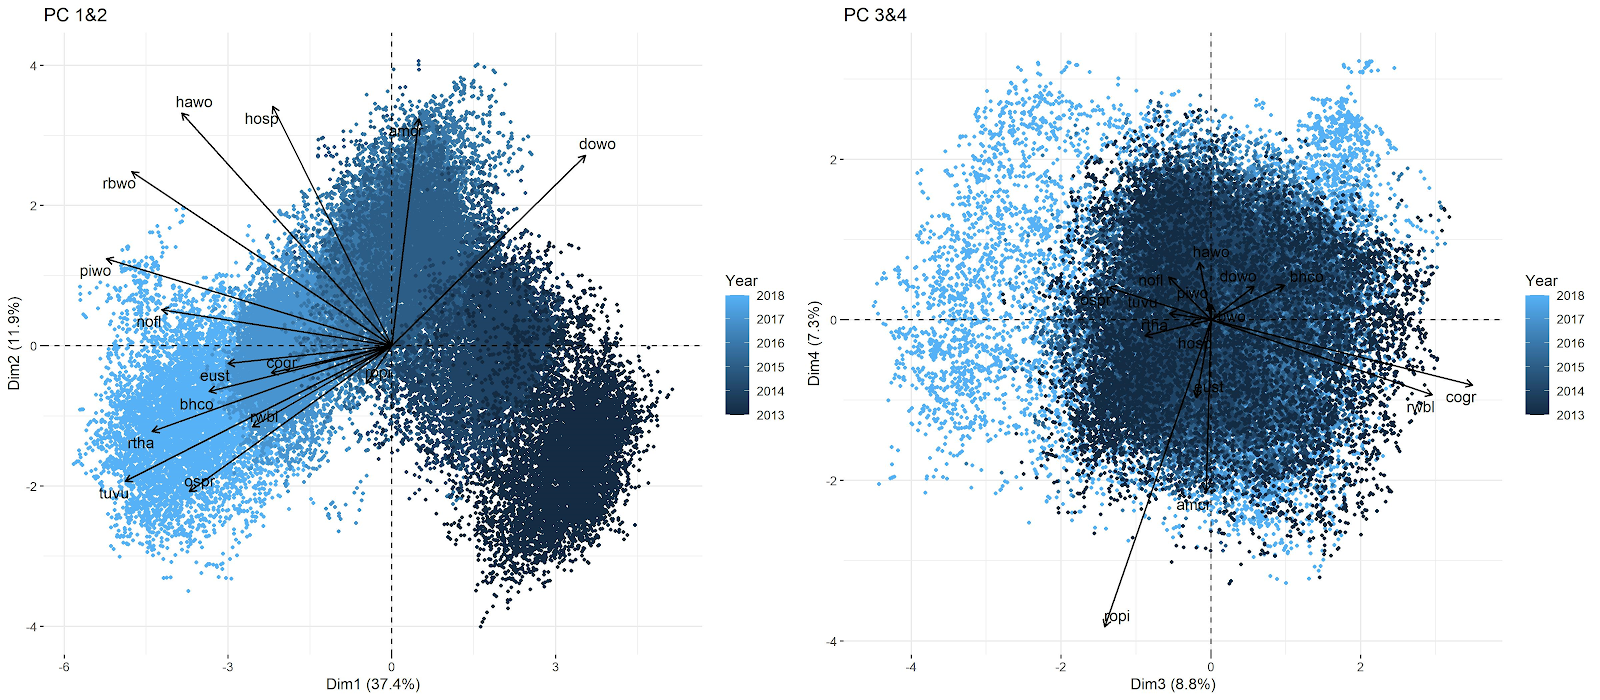 PC 1&2
4
2
0
-2
-4
Dim2 (11.9%)
hawo
hosp
amcr
dowo
rbwo
piwo
nofl
cogr
eust
ropi
bhco
rwbl
rtha
ospr
tuvu
-6
-3
0
3
Dim1 (37.4%)
Year
2018
2017
2016
2015
2014
2013
PC 3&4
2
0
-2
-4
Dim4 (7.3%)
hawo
nofl
dowo
bhco
piwo
ospr
tuvu
rtha
hosp
eust
cogr
rwbl
amcr
ropi
-4
-2
0
2
Dim3 (8.8%)
Year
2018
2017
2016
2015
2014
2013